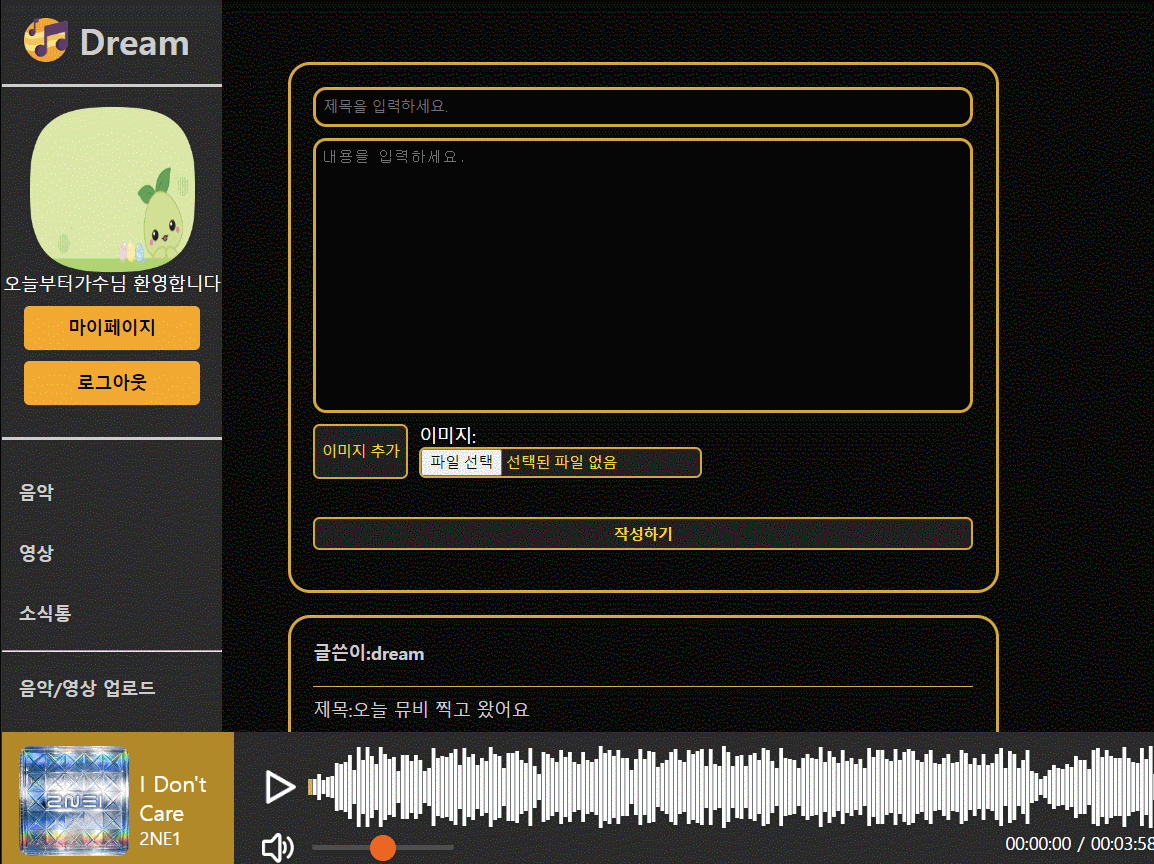 Dream
오늘부터가수님 환영합니다
마이페이지
로그아웃
음악
영상
소식통
음악/영상 업로드
제목을 입력하세요.
내용을 입력하세요.
이미지 추가
이미지:
파일 선택 선택된 파일 없음
작성하기
글쓴이:dream
제목:오늘 뮤비 찍고 왔어요
2NE1
I Don't
Care
2NE1
00:00:00 / 00:03:58